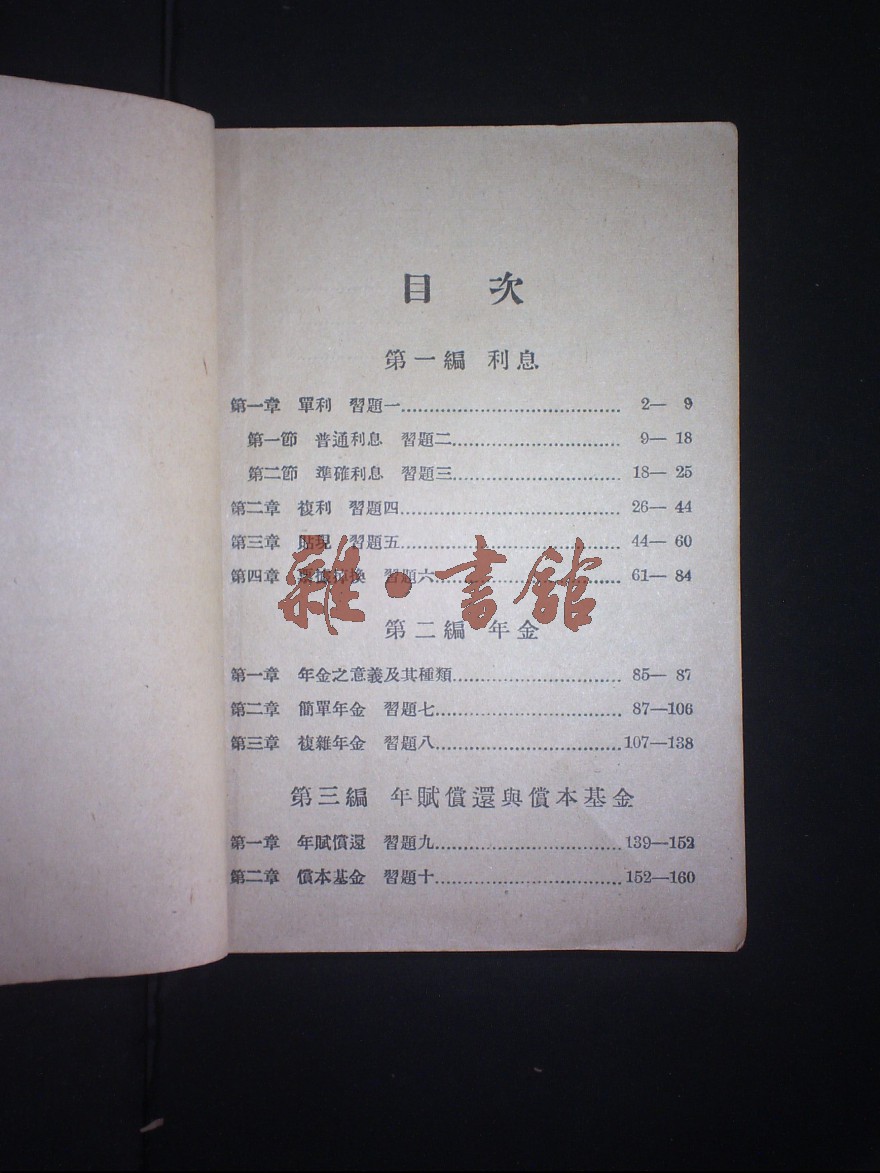 目 次
第一編 利息
第一章 單利 習題一........................................ 2— 9
第一節 普通利息 習題二.............................. 9— 18
第二節 準確利息 習題三.............................. 18— 25
第二章 複利 習題四........................................ 26— 44
第三章 貼現 習題五........................................ 44— 60
第四章 換 習題六.................................. 61— 84
雜·書館
第二編 年金
第一章 年金之意義及其種類.............................. 85— 87
第二章 簡單年金 習題七.................................. 87—106
第三章 複雜年金 習題八..................................107—138
第三編 年賦償還與償本基金
第一章 年賦償還 習題九..................................139—152
第二章 償本基金 習題十..................................152—160